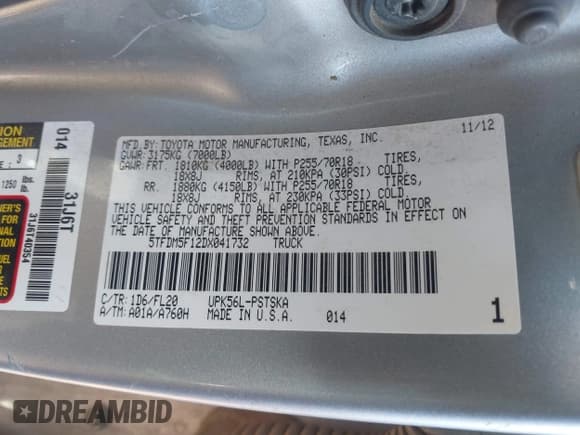 MFD.BY:TOYOTA MOTOR MANUFACTURING, TEXAS, INC. 11/12
GVWR:3175KG (7000LB)
GAWR:FRT. 1810KG (4000LB) WITH P255/70R18 TIRES,
18X8J RIMS, AT 210KPA (30PSI) COLD
RR. 1880KG (4150LB) WITH P255/70R18 TIRES,
18X8J RIMS, AT 230KPA (33PSI) COLD
THIS VEHICLE CONFORMS TO ALL APPLICABLE FEDERAL MOTOR
VEHICLE SAFETY AND THEFT PREVENTION STANDARDS IN EFFECT ON
THE DATE OF MANUFACTURE SHOWN ABOVE.
5TFDM5F12DX041732 TRUCK
C/TR:1D6/FL20 UPK56L-PSTSKA
A/TM:A01A/A760H MADE IN U.S.A. 014 1
014 31J6T
31J6T40354
3
1250 lbs.
DREAMBID